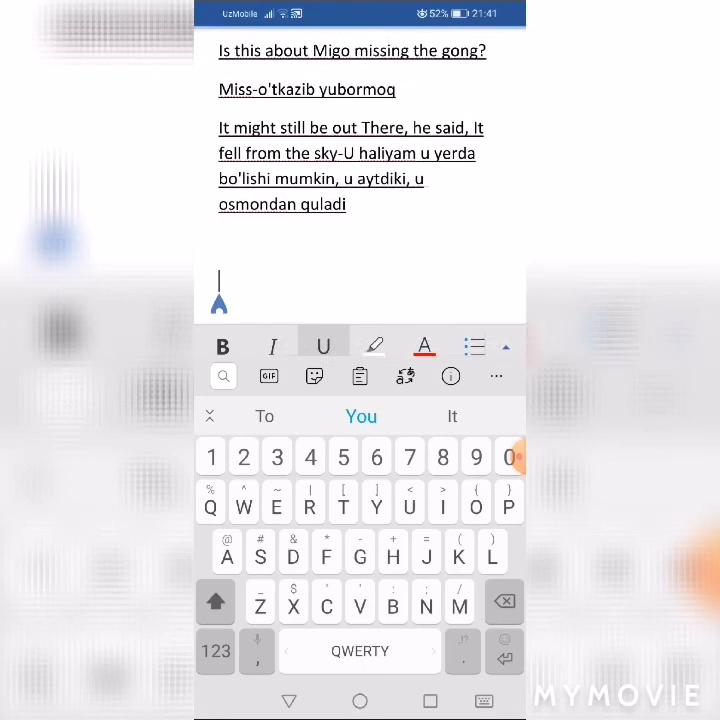 UzMobile 52% 21:41
Is this about Migo missing the gong?
Miss-o'tkazib yubormoq
It might still be out There, he said, It
fell from the sky-U haliyam u yerda
bo'lishi mumkin, u aytdiki, u
osmondan quladi
B I U A
GIF
To You It
1 2 3 4 5 6 7 8 9 0
% ^ ~ | [ ] < > { }
Q W E R T Y U I O P
@ # & * - + = ( )
A S D F G H J K L
_ $ " ' : ; /
Z X C V B N M
123 , QWERTY .
MYMOVIE